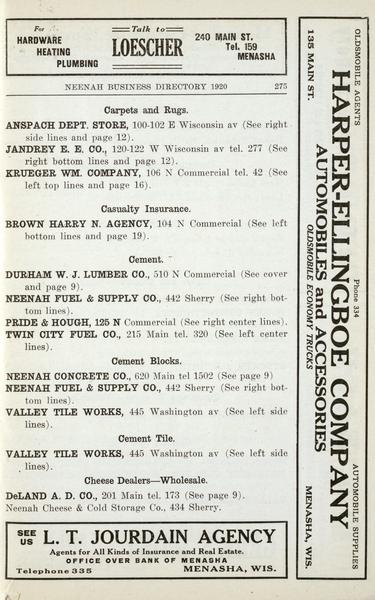 For
HARDWARE
HEATING
PLUMBING
Talk to
LOESCHER
240 MAIN ST.
Tel. 159
MENASHA
NEENAH BUSINESS DIRECTORY 1920 275
Carpets and Rugs.
ANSPACH DEPT. STORE, 100-102 E Wisconsin av (See right
side lines and page 12).
JANDREY E. E. CO., 120-122 W Wisconsin av tel. 277 (See
right bottom lines and page 12).
KRUEGER WM. COMPANY, 106 N Commercial tel. 42 (See
left top lines and page 16).
Casualty Insurance.
BROWN HARRY N. AGENCY, 104 N Commercial (See left
bottom lines and page 19).
Cement.
DURHAM W. J. LUMBER CO., 510 N Commercial (See cover
and page 9).
NEENAH FUEL & SUPPLY CO., 442 Sherry (See right bot-
tom lines).
PRIDE & HOUGH, 125 N Commercial (See right center lines).
TWIN CITY FUEL CO., 215 Main tel. 320 (See left center
lines).
Cement Blocks.
NEENAH CONCRETE CO., 620 Main tel 1502 (See page 9)
NEENAH FUEL & SUPPLY CO., 442 Sherry (See right bot-
tom lines).
VALLEY TILE WORKS, 445 Washington av (See left side
lines).
Cement Tile.
VALLEY TILE WORKS, 445 Washington av (See left side
lines).
Cheese Dealers—Wholesale.
DeLAND A. D. CO., 201 Main tel. 173 (See page 9).
Neenah Cheese & Cold Storage Co., 434 Sherry.
SEE US
L. T. JOURDAIN AGENCY
Agents for All Kinds of Insurance and Real Estate.
OFFICE OVER BANK OF MENASHA
Telephone 335 MENASHA, WIS.
OLDSMOBILE AGENTS Phone 334 AUTOMOBILE SUPPLIES
HARPER-ELLINGBOE COMPANY
AUTOMOBILES and ACCESSORIES
OLDSMOBILE ECONOMY TRUCKS
135 MAIN ST. MENASHA, WIS.